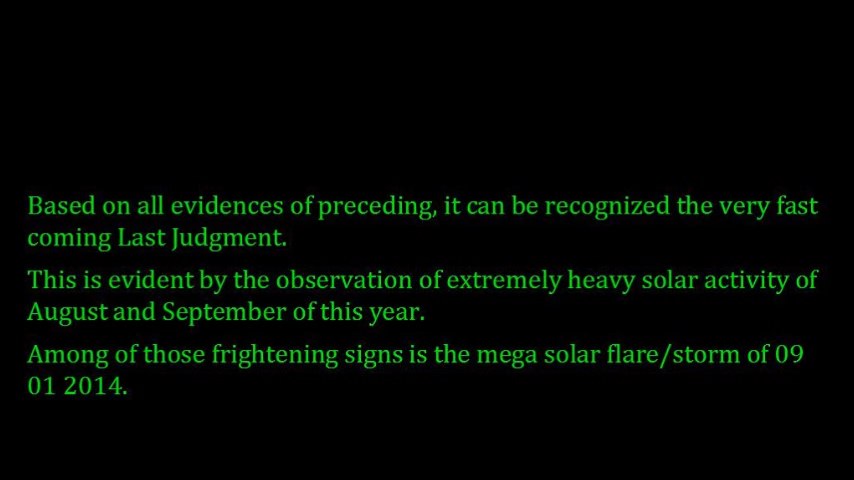 Based on all evidences of preceding, it can be recognized the very fast
coming Last Judgment.
This is evident by the observation of extremely heavy solar activity of
August and September of this year.
Among of those frightening signs is the mega solar flare/storm of 09
01 2014.